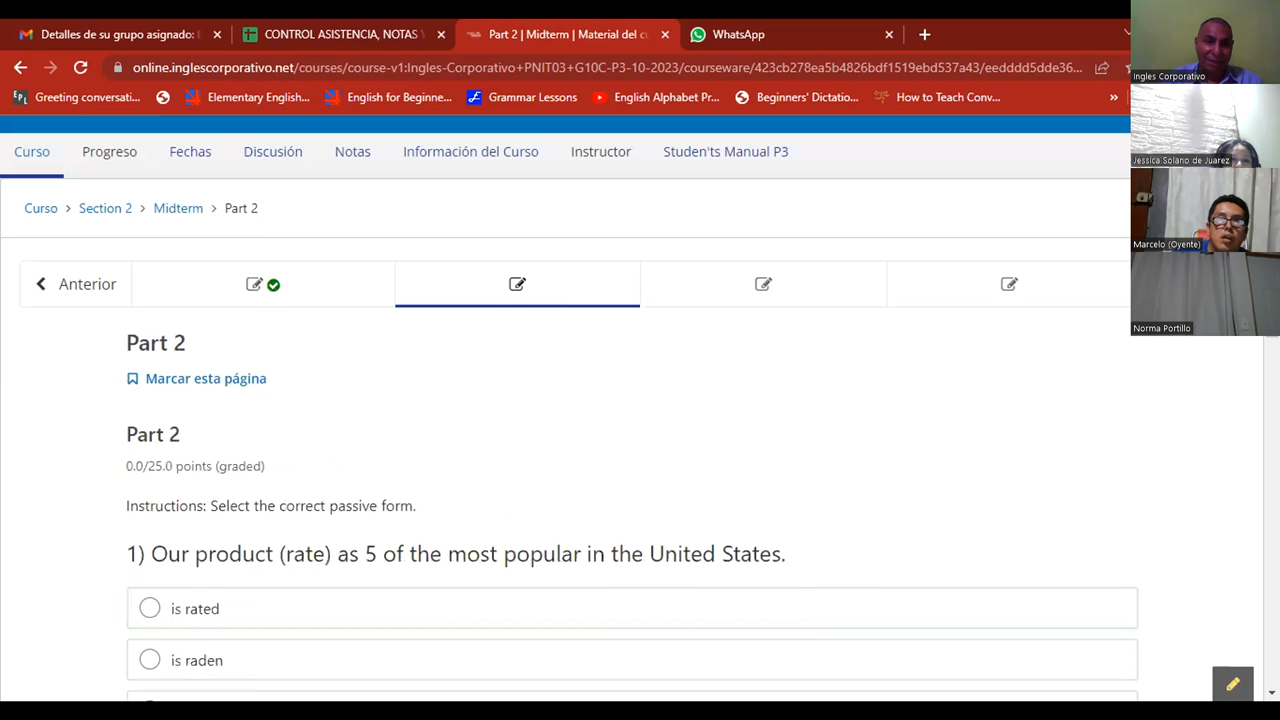 Detalles de su grupo asignado:
CONTROL ASISTENCIA, NOTAS Y
Part 2 | Midterm | Material del cu
WhatsApp
online.inglescorporativo.net/courses/course-v1:Ingles-Corporativo+PNIT03+G10C-P3-10-2023/courseware/423cb278ea5b4826bdf1519ebd537a43/eedddd5dde36...
Greeting conversati...
Elementary English...
English for Beginne...
Grammar Lessons
English Alphabet Pr...
Beginners' Dictatio...
How to Teach Conv...
Ingles Corporativo
Jessica Solano de Juarez
Marcelo (Oyente)
Norma Portillo
Curso
Progreso
Fechas
Discusión
Notas
Información del curso
Instructor
Student's Manual P3
Curso > Section 2 > Midterm > Part 2
Anterior
Part 2
Marcar esta página
Part 2
0.0/25.0 points (graded)
Instructions: Select the correct passive form.
1) Our product (rate) as 5 of the most popular in the United States.
is rated
is raden